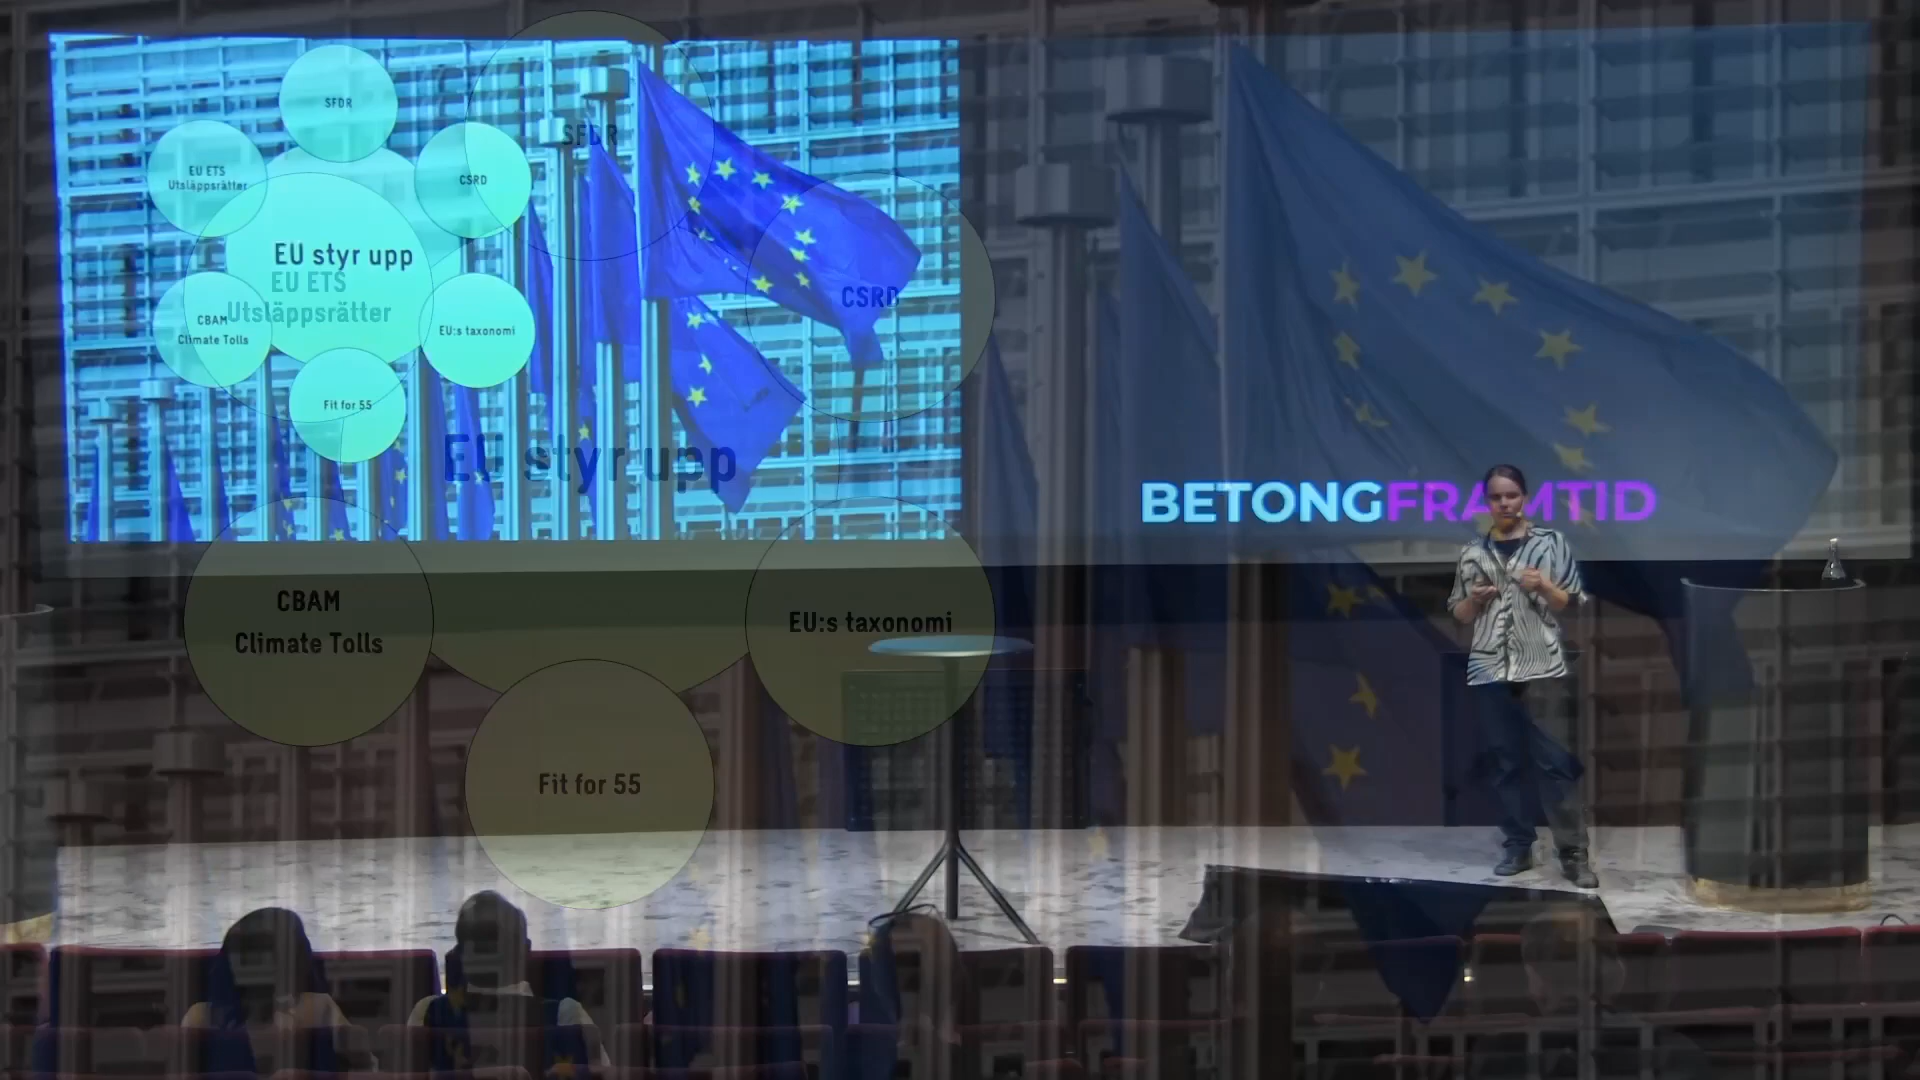 SFDR
EU ETS
Utsläppsrätter
CSRD
EU styr upp
CBAM
Climate Tolls
EU:s taxonomi
Fit for 55
SFDR
EU ETS
Utsläppsrätter
CSRD
EU styr upp
BETONGFRAMTID
CBAM
Climate Tolls
EU:s taxonomi
Fit for 55